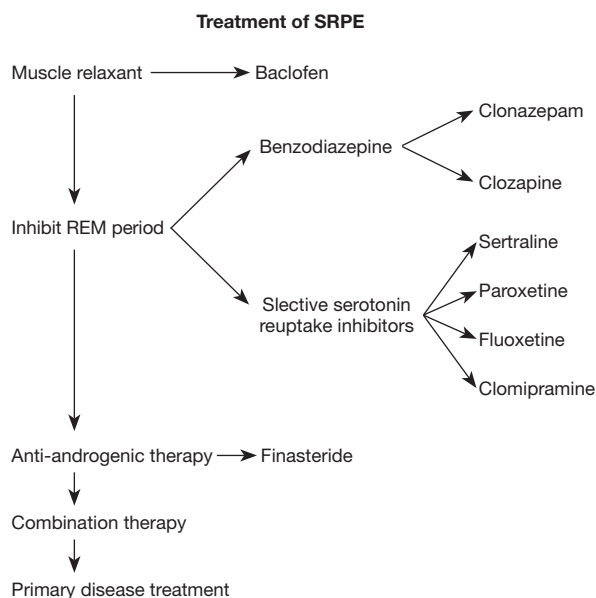 Treatment of SRPE
Muscle relaxant
Baclofen
Clonazepam
Benzodiazepine
Clozapine
Inhibit REM period
Sertraline
Slective serotonin
reuptake inhibitors
Paroxetine
Fluoxetine
Clomipramine
Anti-androgenic therapy
Finasteride
Combination therapy
Primary disease treatment